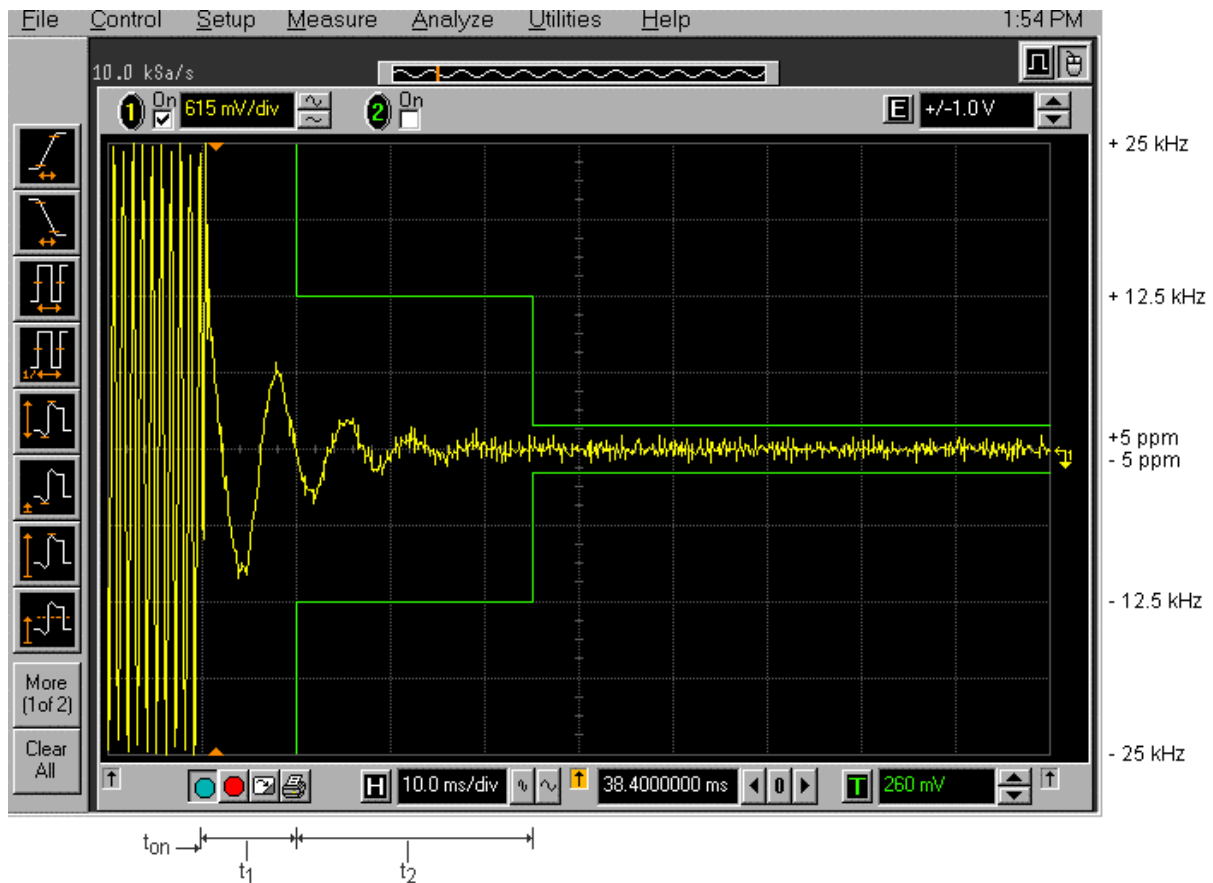 File Control Setup Measure Analyze Utilities Help 1:54 PM
10.0 kSa/s
1 On 615 mV/div 2 On E +/-1.0 V
+ 25 kHz
+ 12.5 kHz
+5 ppm
- 5 ppm
- 12.5 kHz
- 25 kHz
1/
More
(1of 2)
Clear
All
H 10.0 ms/div 38.4000000 ms 0 T 260 mV
ton
t1
t2